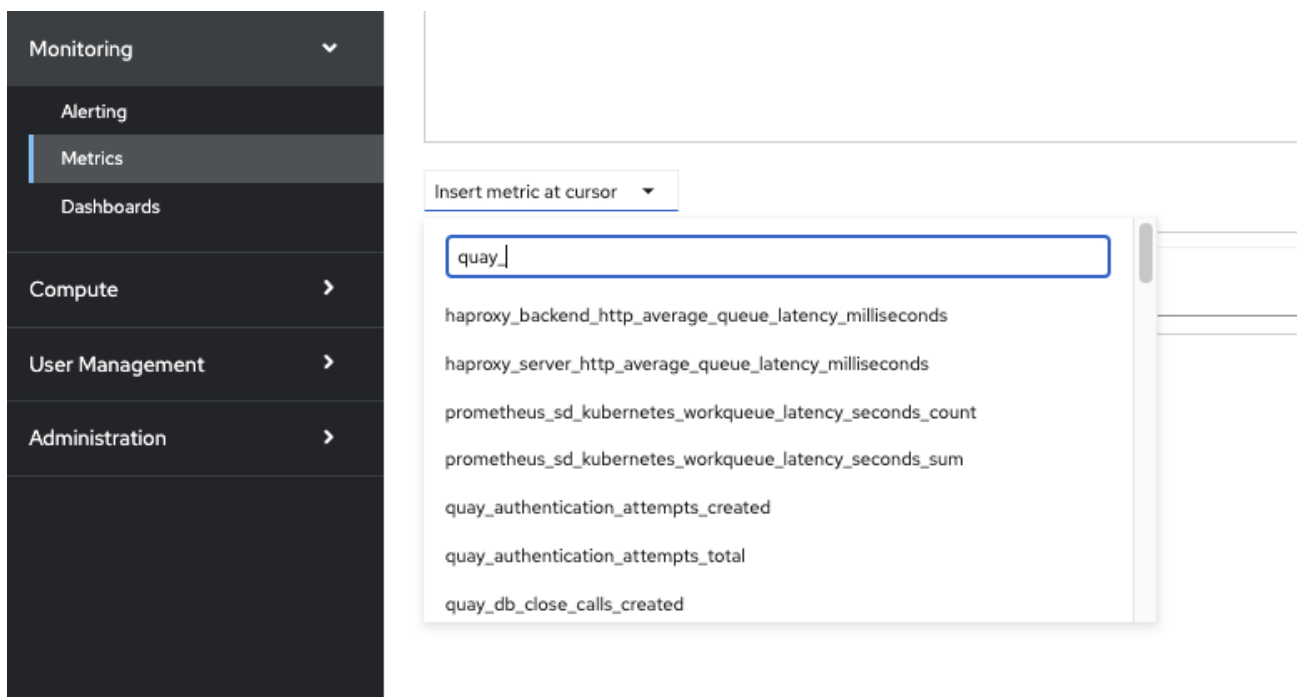 Monitoring
Alerting
Metrics
Dashboards
Compute
User Management
Administration
Insert metric at cursor
quay_
haproxy_backend_http_average_queue_latency_milliseconds
haproxy_server_http_average_queue_latency_milliseconds
prometheus_sd_kubernetes_workqueue_latency_seconds_count
prometheus_sd_kubernetes_workqueue_latency_seconds_sum
quay_authentication_attempts_created
quay_authentication_attempts_total
quay_db_close_calls_created